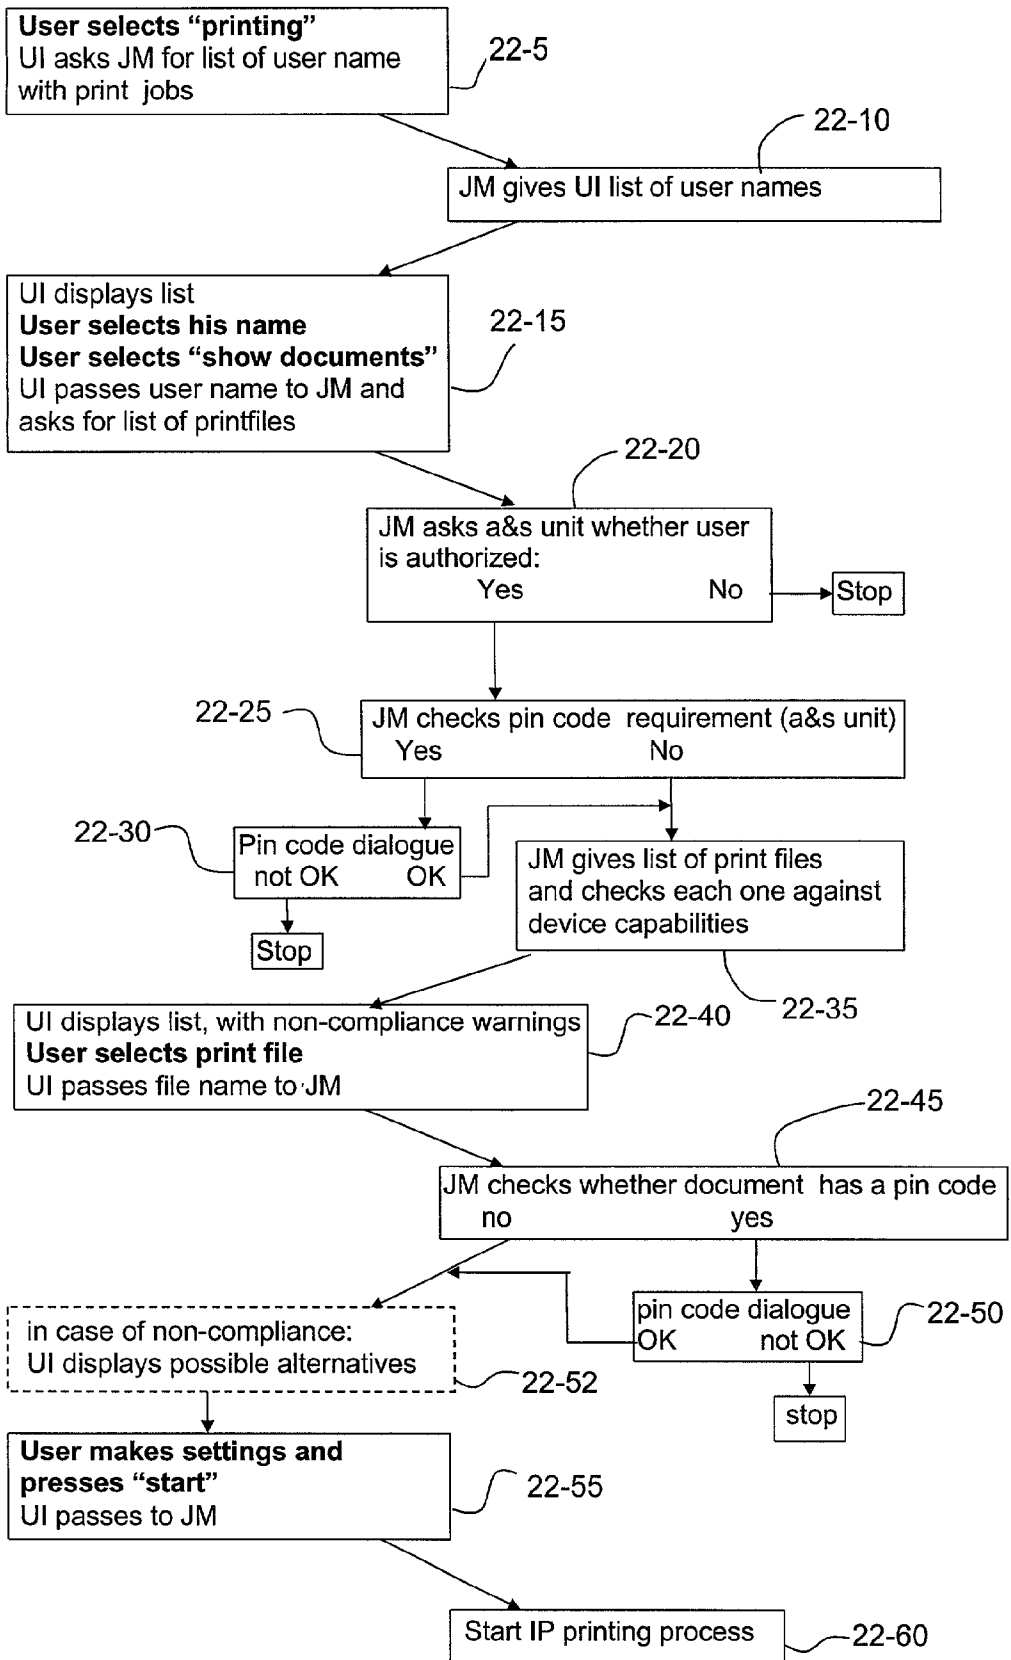 User selects “printing”
UI asks JM for list of user name
with print jobs
22-5
22-10
JM gives UI list of user names
UI displays list
User selects his name
User selects “show documents”
UI passes user name to JM and
asks for list of printfiles
22-15
22-20
JM asks a&s unit whether user
is authorized:
Yes No
Stop
22-25
JM checks pin code requirement (a&s unit)
Yes No
22-30
Pin code dialogue
not OK OK
Stop
JM gives list of print files
and checks each one against
device capabilities
22-35
UI displays list, with non-compliance warnings
User selects print file
UI passes file name to JM
22-40
22-45
JM checks whether document has a pin code
no yes
pin code dialogue
OK not OK
22-50
stop
in case of non-compliance:
UI displays possible alternatives
22-52
User makes settings and
presses “start”
UI passes to JM
22-55
Start IP printing process
22-60